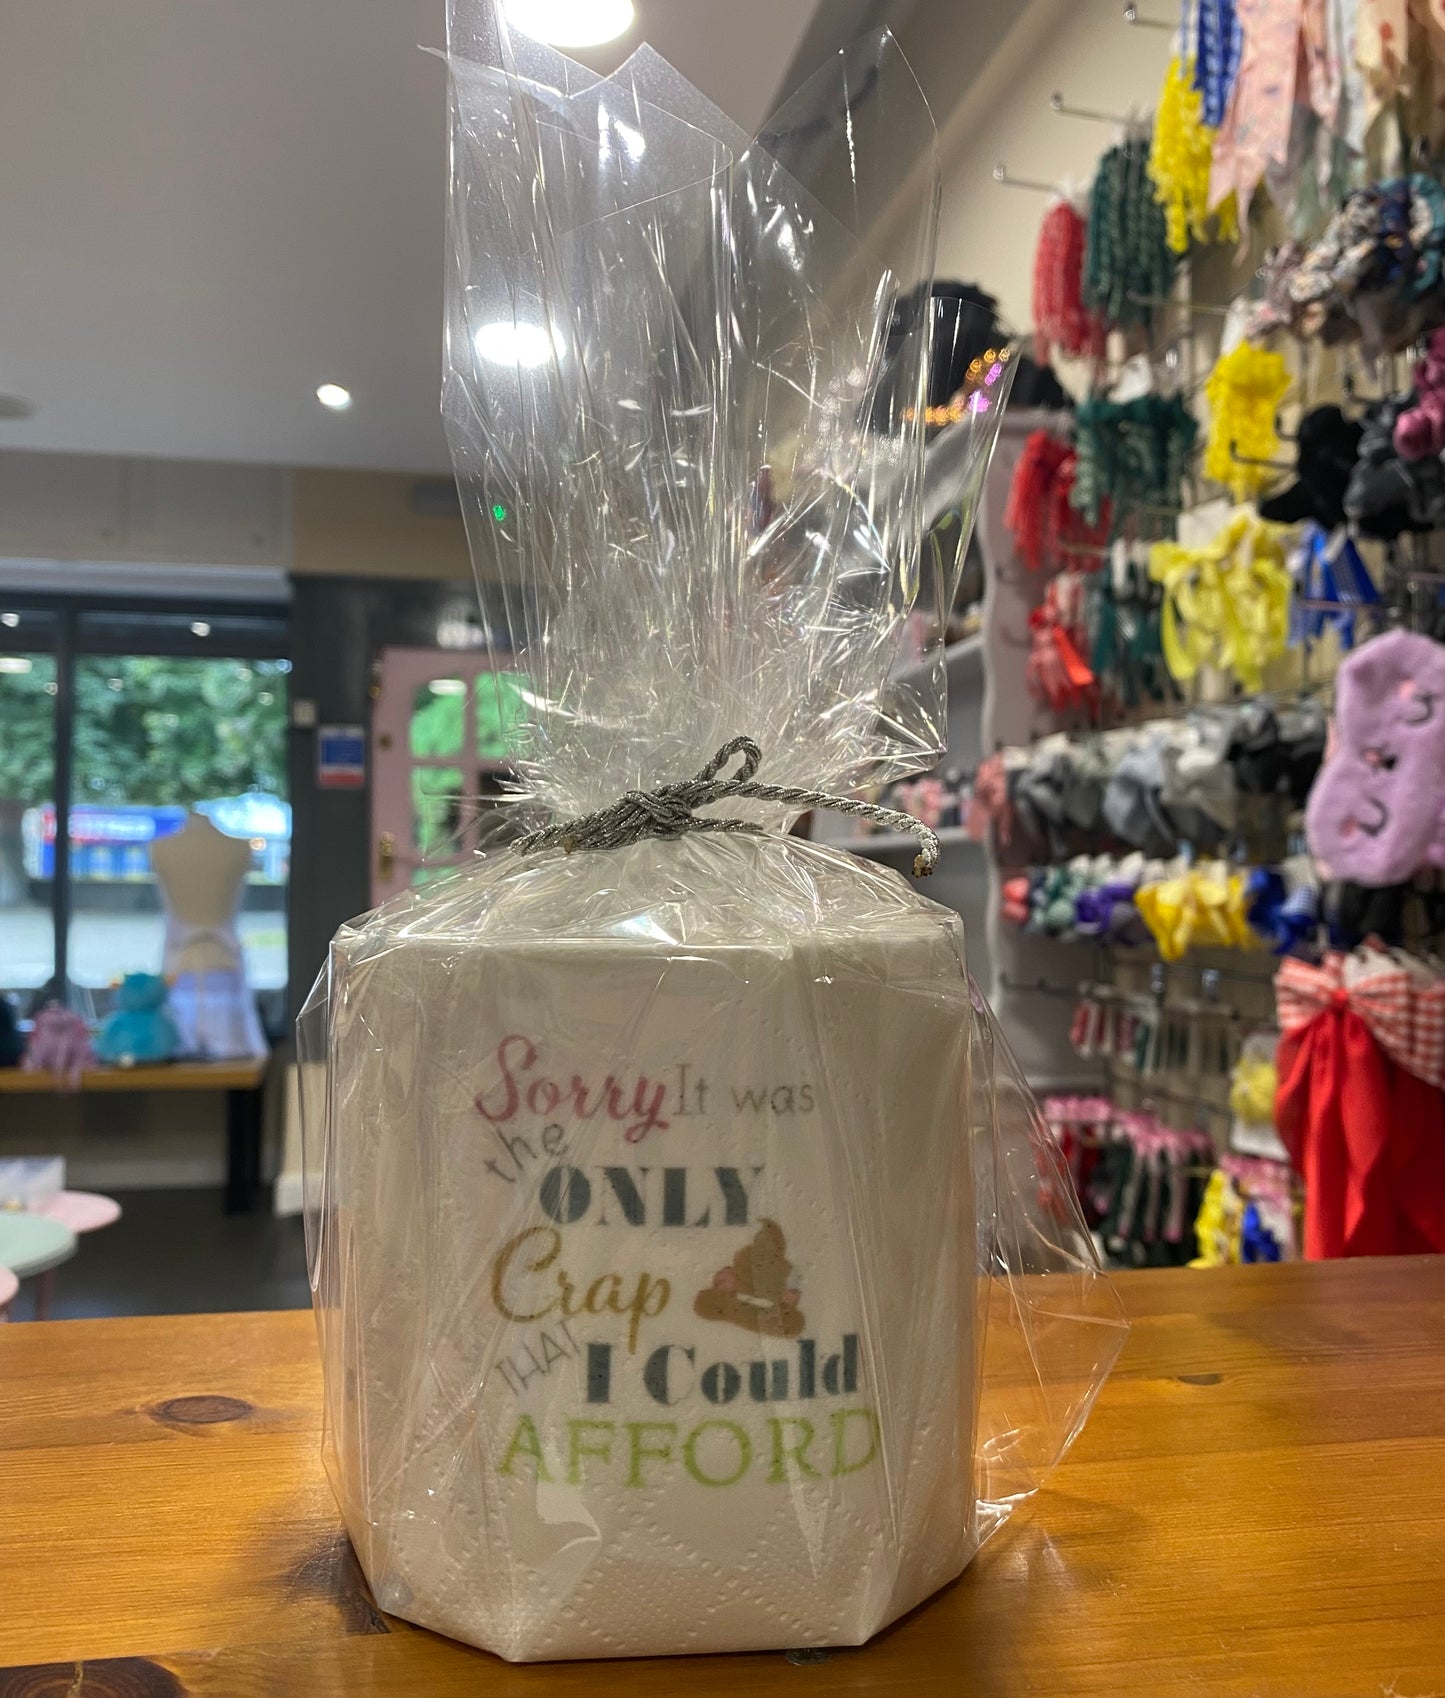 Sorry It was
the
ONLY
Crap
THAT
I Could
AFFORD